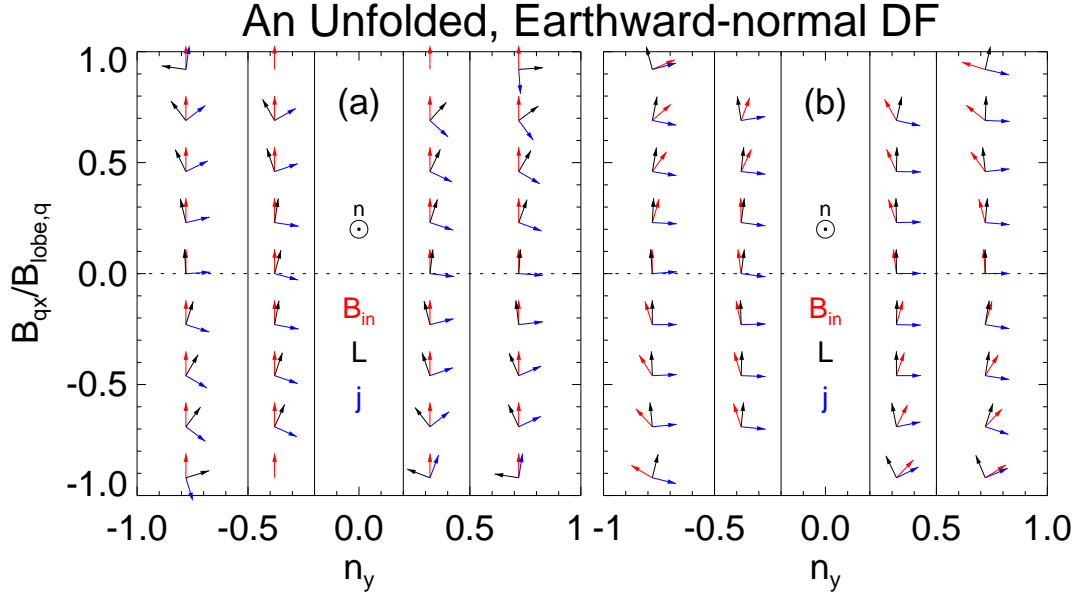 An Unfolded, Earthward-normal DF
(a)
(b)
n
n
B_in
L
j
B_in
L
j
1.0
0.5
0.0
-0.5
-1.0
B_qx/B_lobe,q
-1.0 -0.5 0.0 0.5 1
-1 -0.5 0.0 0.5 1.0
n_y
n_y